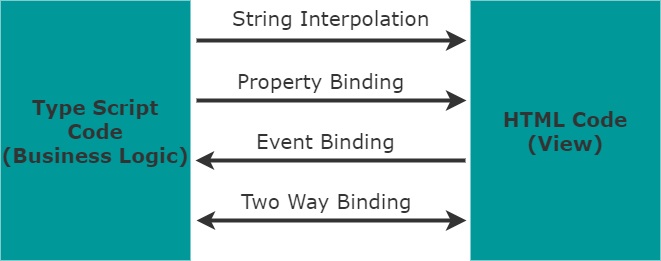 String Interpolation
Property Binding
Type Script
Code
(Business Logic)
Event Binding
Two Way Binding
HTML Code
(View)